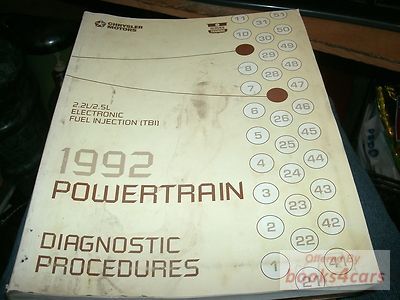 CHRYSLER
MOTORS
2.2L/2.5L
ELECTRONIC
FUEL INJECTION (TBI)
1992
POWERTRAIN
DIAGNOSTIC
PROCEDURES
11 31 51
10 30 50
29 49
8 28 48
7 47
6 26 46
5 25 45
4 24 44
3 23 43
2 22 42
1 21 41
Offered by
books4cars